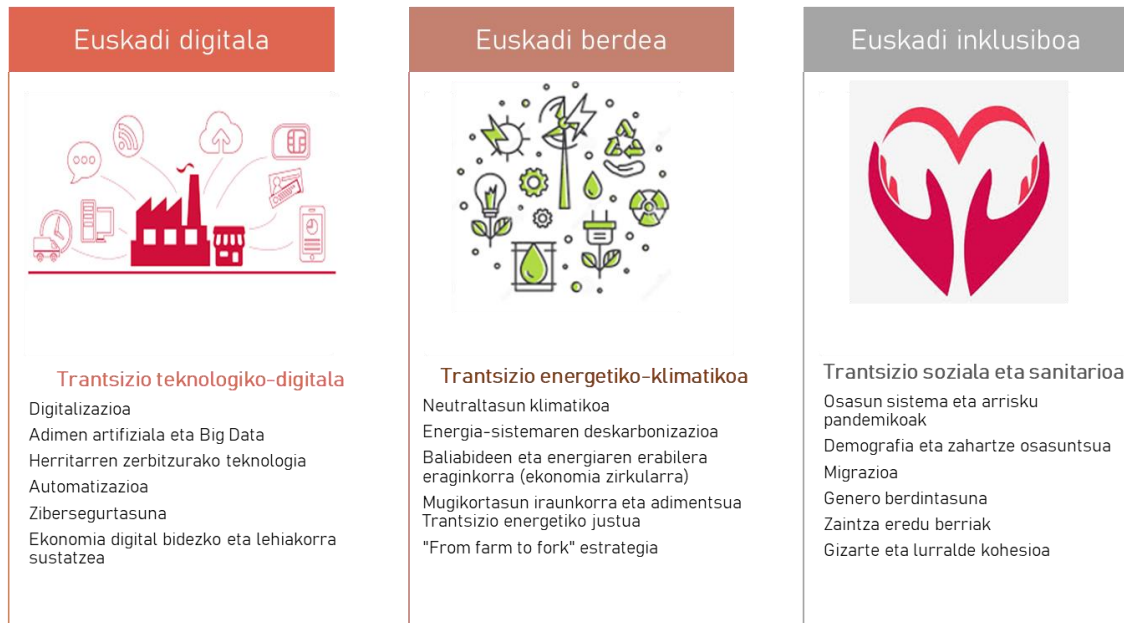 Euskadi digitala
Trantsizio teknologiko-digitala
Digitalizazioa
Adimen artifiziala eta Big Data
Herritarren zerbitzurako teknologia
Automatizazioa
Zibersegurtasuna
Ekonomia digital bidezko eta lehiakorra
sustatzea
Euskadi berdea
Trantsizio energetiko-klimatikoa
Neutraltasun klimatikoa
Energia-sistemaren deskarbonizazioa
Baliabideen eta energiaren erabilera
eraginkorra (ekonomia zirkularra)
Mugikortasun iraunkorra eta adimentsua
Trantsizio energetiko justua
"From farm to fork" estrategia
Euskadi inklusiboa
Trantsizio soziala eta sanitarioa
Osasun sistema eta arrisku
pandemikoak
Demografia eta zahartze osasuntsua
Migrazioa
Genero berdintasuna
Zaintza eredu berriak
Gizarte eta lurralde kohesioa